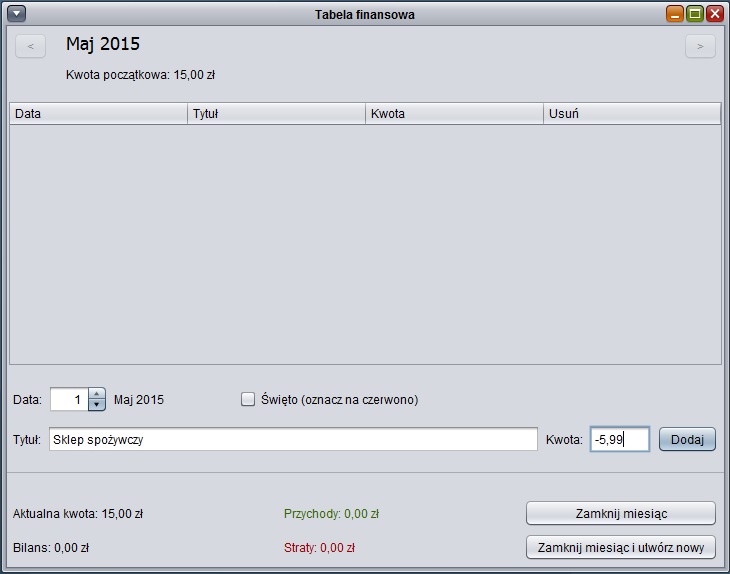 Tabela finansowa
< Maj 2015 >
Kwota początkowa: 15,00 zł
Data Tytuł Kwota Usuń
Data: 1 Maj 2015 Święto (oznacz na czerwono)
Tytuł: Sklep spożywczy Kwota: -5,99 Dodaj
Aktualna kwota: 15,00 zł Przychody: 0,00 zł Zamknij miesiąc
Bilans: 0,00 zł Straty: 0,00 zł Zamknij miesiąc i utwórz nowy